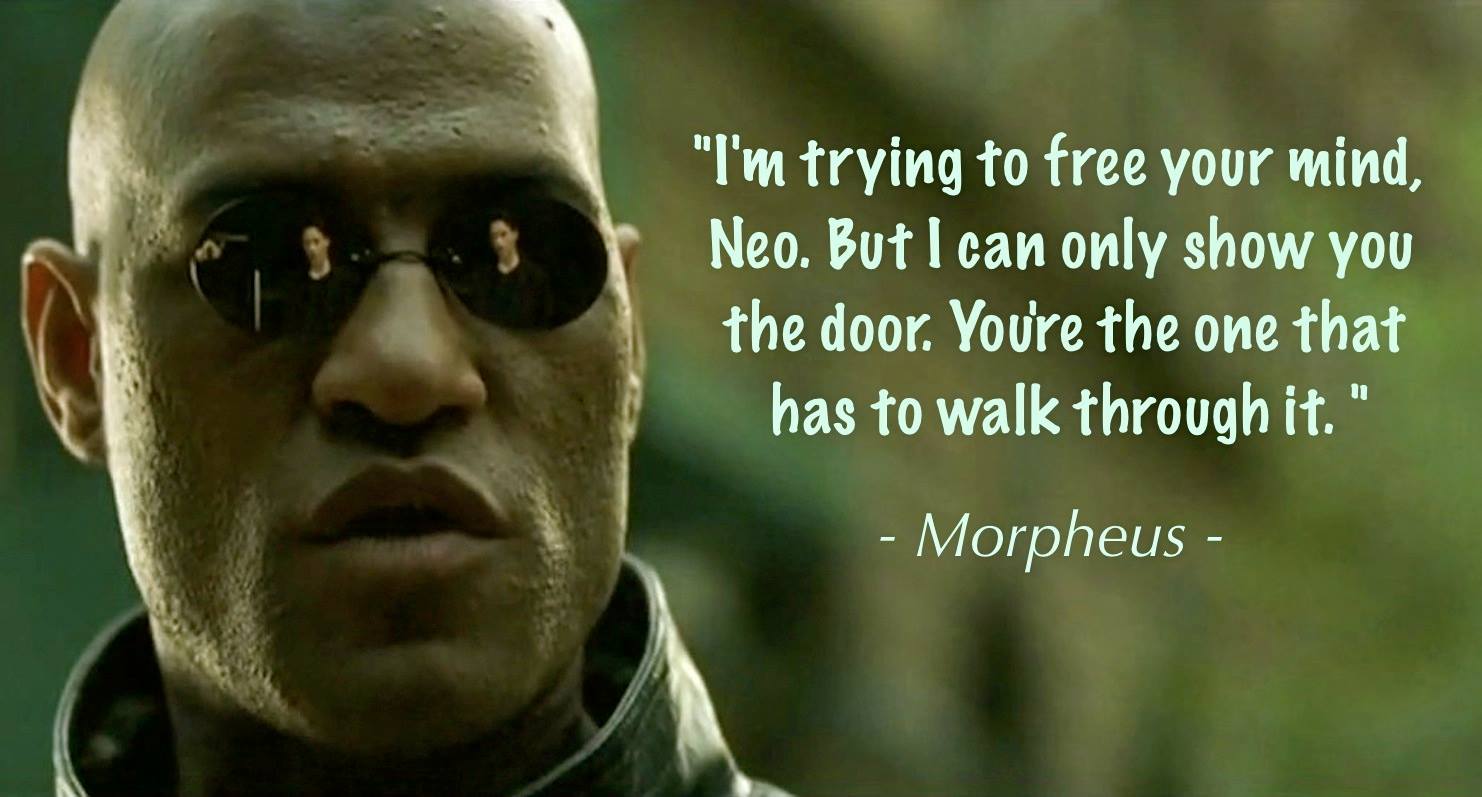 "I'm trying to free your mind,
Neo. But I can only show you
the door. You're the one that
has to walk through it. "
- Morpheus -